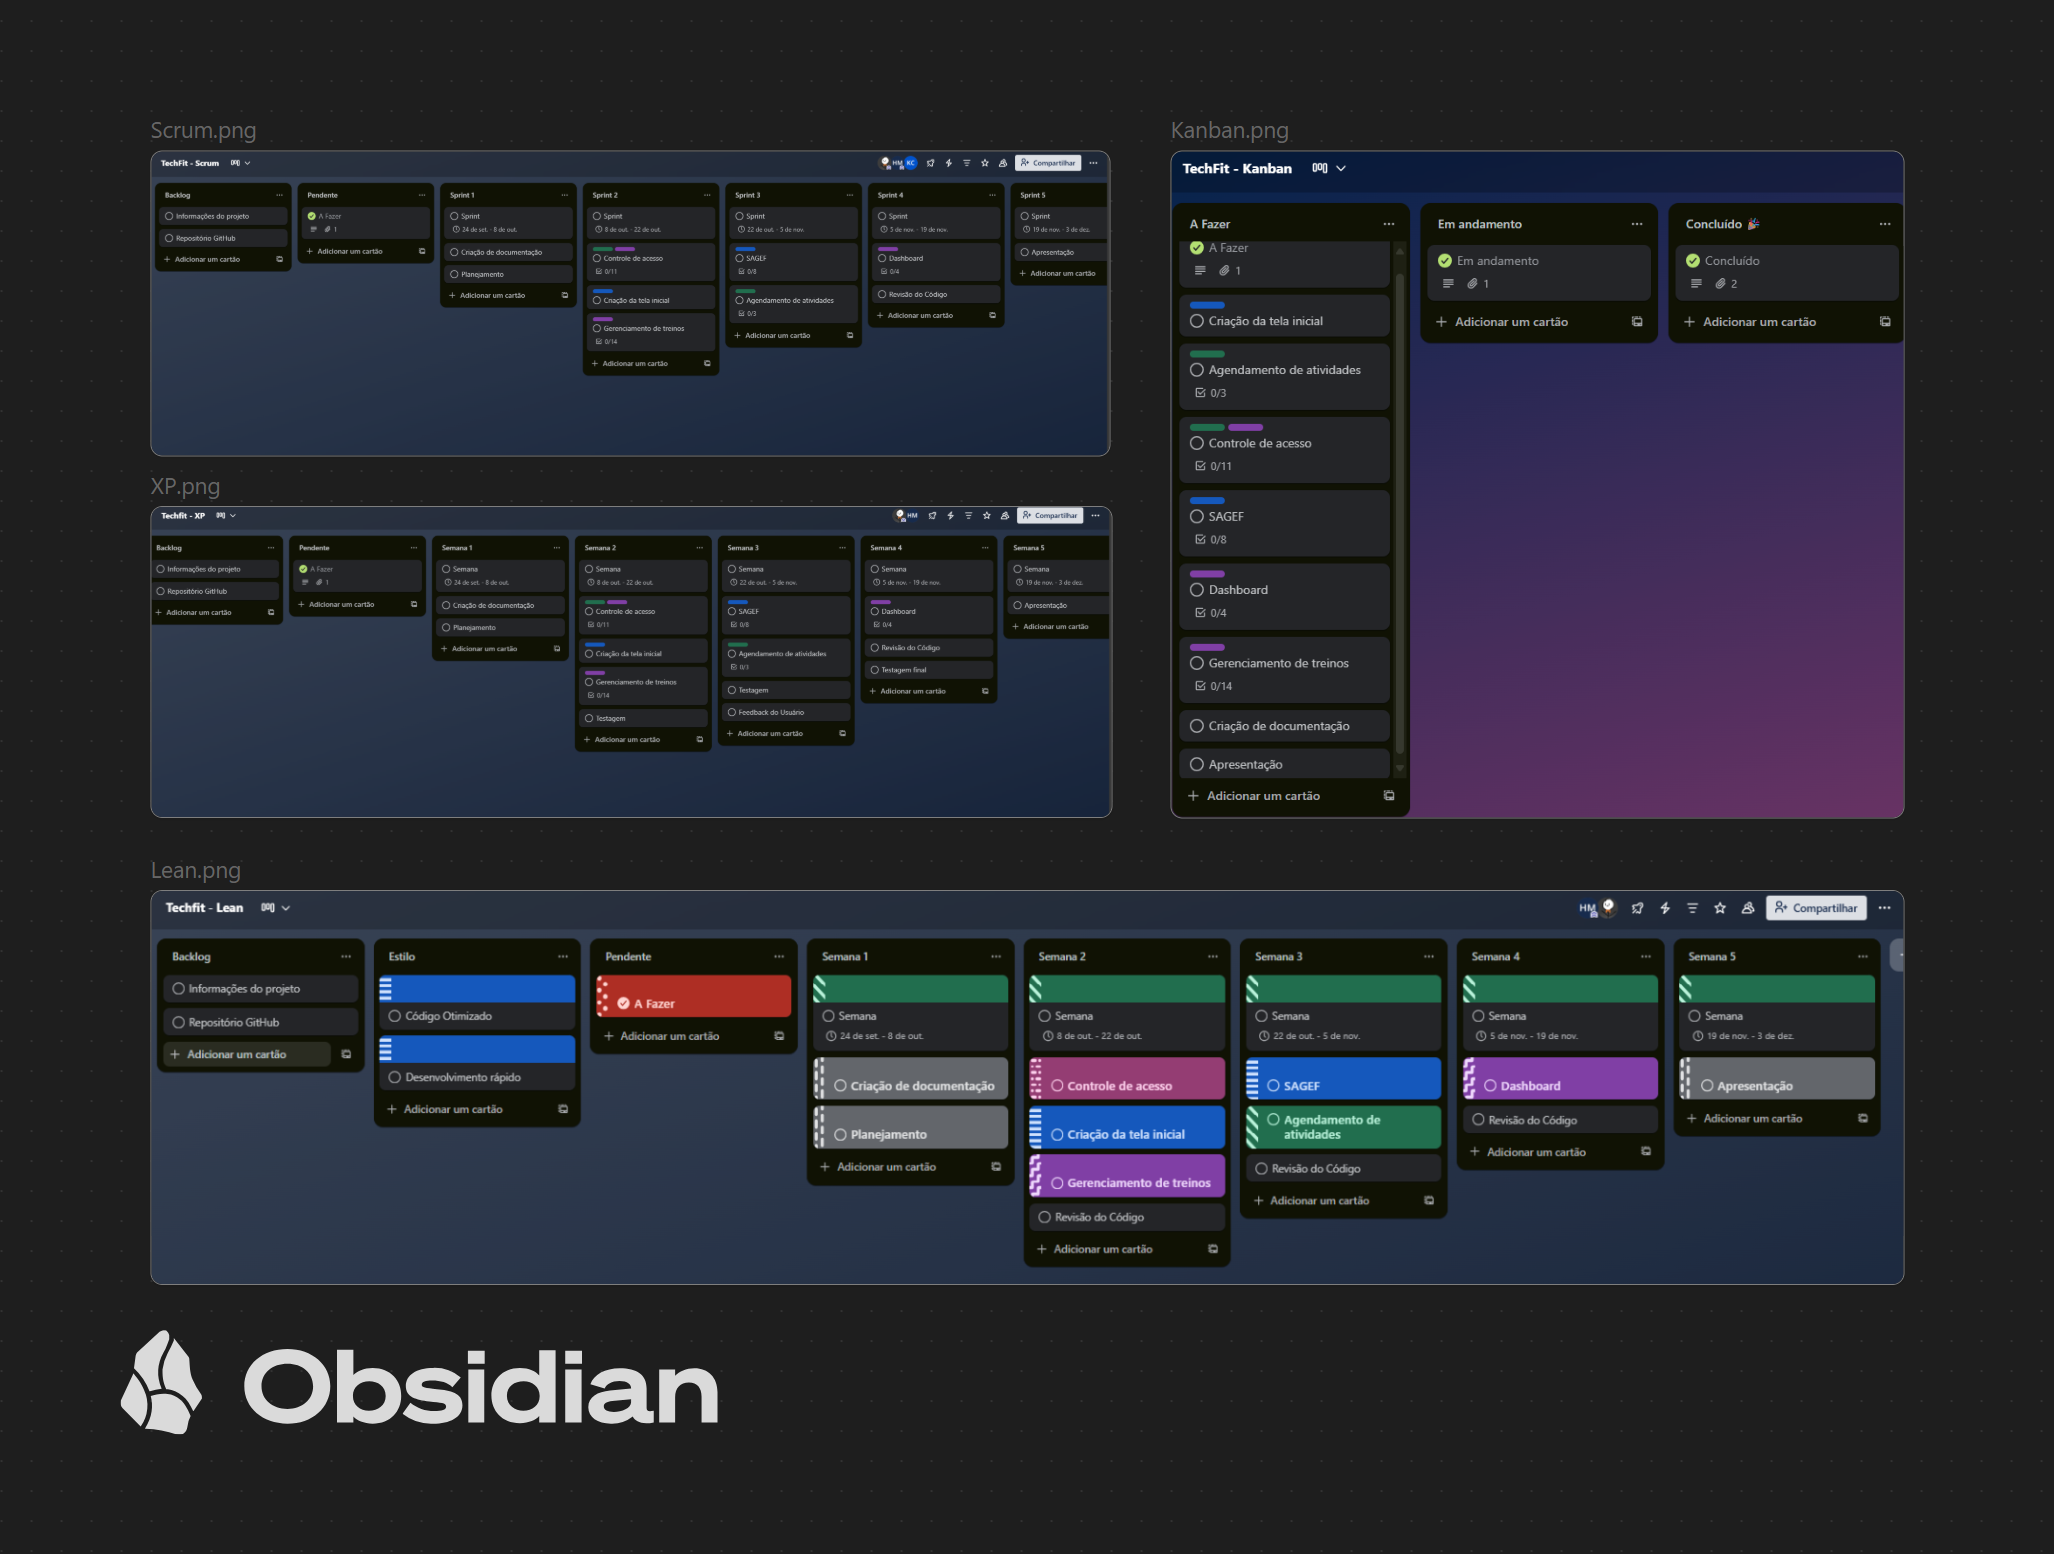 Scrum.png
TechFit - Scrum
HM
KC
Compartilhar
Backlog
Informações do projeto
Repositório GitHub
Adicionar um cartão
Pendente
A Fazer
1
Adicionar um cartão
Sprint 1
Sprint
24 de set. - 8 de out.
Criação de documentação
Planejamento
Adicionar um cartão
Sprint 2
Sprint
8 de out. - 22 de out.
Controle de acesso
0/11
Criação da tela inicial
Gerenciamento de treinos
0/14
Adicionar um cartão
Sprint 3
Sprint
22 de out. - 5 de nov.
SAGEF
0/8
Agendamento de atividades
0/3
Adicionar um cartão
Sprint 4
Sprint
5 de nov. - 19 de nov.
Dashboard
0/4
Revisão do Código
Adicionar um cartão
Sprint 5
Sprint
19 de nov. - 3 de dez.
Apresentação
Adicionar um cartão
XP.png
Techfit - XP
HM
Compartilhar
Backlog
Informações do projeto
Repositório GitHub
Adicionar um cartão
Pendente
A Fazer
1
Adicionar um cartão
Semana 1
Semana
24 de set. - 8 de out.
Criação de documentação
Planejamento
Adicionar um cartão
Semana 2
Semana
8 de out. - 22 de out.
Controle de acesso
0/11
Criação da tela inicial
Gerenciamento de treinos
0/14
Testagem
Adicionar um cartão
Semana 3
Semana
22 de out. - 5 de nov.
SAGEF
0/8
Agendamento de atividades
0/3
Testagem
Feedback do Usuário
Adicionar um cartão
Semana 4
Semana
5 de nov. - 19 de nov.
Dashboard
0/4
Revisão do Código
Testagem final
Adicionar um cartão
Semana 5
Semana
19 de nov. - 3 de dez.
Apresentação
Adicionar um cartão
Kanban.png
TechFit - Kanban
A Fazer
A Fazer
1
Criação da tela inicial
Agendamento de atividades
0/3
Controle de acesso
0/11
SAGEF
0/8
Dashboard
0/4
Gerenciamento de treinos
0/14
Criação de documentação
Apresentação
Adicionar um cartão
Em andamento
Em andamento
1
Adicionar um cartão
Concluído 🎉
Concluído
2
Adicionar um cartão
Lean.png
Techfit - Lean
HM
Compartilhar
Backlog
Informações do projeto
Repositório GitHub
Adicionar um cartão
Estilo
Código Otimizado
Desenvolvimento rápido
Adicionar um cartão
Pendente
A Fazer
Adicionar um cartão
Semana 1
Semana
24 de set. - 8 de out.
Criação de documentação
Planejamento
Adicionar um cartão
Semana 2
Semana
8 de out. - 22 de out.
Controle de acesso
Criação da tela inicial
Gerenciamento de treinos
Revisão do Código
Adicionar um cartão
Semana 3
Semana
22 de out. - 5 de nov.
SAGEF
Agendamento de
atividades
Revisão do Código
Adicionar um cartão
Semana 4
Semana
5 de nov. - 19 de nov.
Dashboard
Revisão do Código
Adicionar um cartão
Semana 5
Semana
19 de nov. - 3 de dez.
Apresentação
Adicionar um cartão
Obsidian